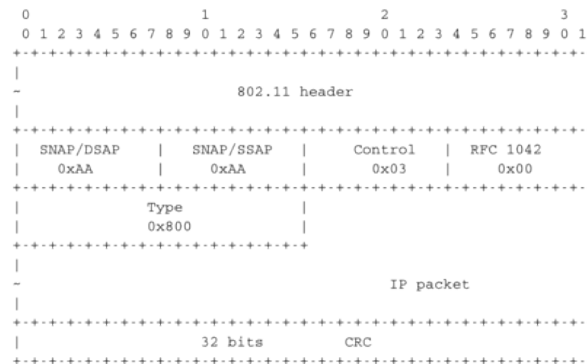 0 1 2 3
0 1 2 3 4 5 6 7 8 9 0 1 2 3 4 5 6 7 8 9 0 1 2 3 4 5 6 7 8 9 0 1
+-+-+-+-+-+-+-+-+-+-+-+-+-+-+-+-+-+-+-+-+-+-+-+-+-+-+-+-+-+-+-+-
|
~ 802.11 header
|
+-+-+-+-+-+-+-+-+-+-+-+-+-+-+-+-+-+-+-+-+-+-+-+-+-+-+-+-+-+-+-+-
| SNAP/DSAP | SNAP/SSAP | Control | RFC 1042
| 0xAA | 0xAA | 0x03 | 0x00
+-+-+-+-+-+-+-+-+-+-+-+-+-+-+-+-+-+-+-+-+-+-+-+-+-+-+-+-+-+-+-+-
| Type |
| 0x800 |
+-+-+-+-+-+-+-+-+-+-+-+-+-+-+-+-+
|
~ IP packet
|
+-+-+-+-+-+-+-+-+-+-+-+-+-+-+-+-+-+-+-+-+-+-+-+-+-+-+-+-+-+-+-+-
| 32 bits CRC
+-+-+-+-+-+-+-+-+-+-+-+-+-+-+-+-+-+-+-+-+-+-+-+-+-+-+-+-+-+-+-+-